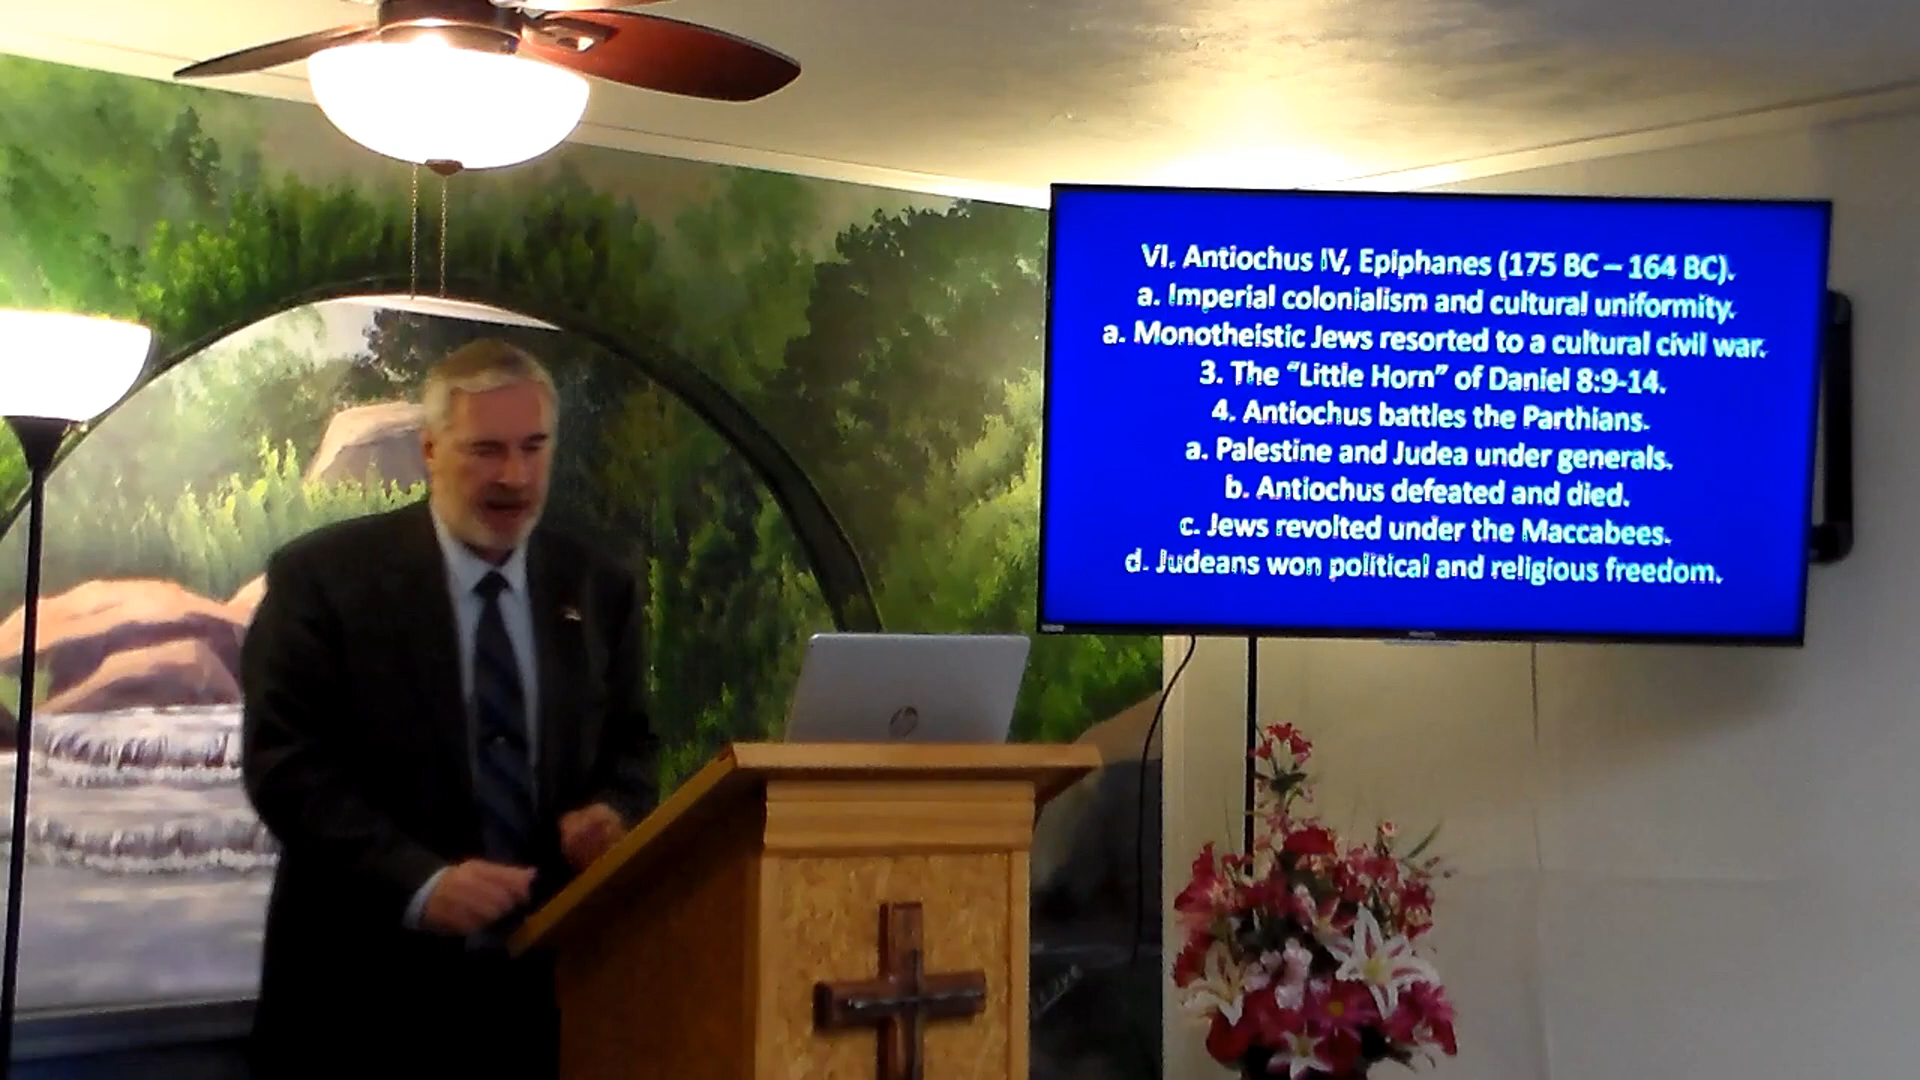 VI. Antiochus IV, Epiphanes (175 BC – 164 BC).
a. Imperial colonialism and cultural uniformity.
a. Monotheistic Jews resorted to a cultural civil war.
3. The “Little Horn” of Daniel 8:9-14.
4. Antiochus battles the Parthians.
a. Palestine and Judea under generals.
b. Antiochus defeated and died.
c. Jews revolted under the Maccabees.
d. Judeans won political and religious freedom.
hp